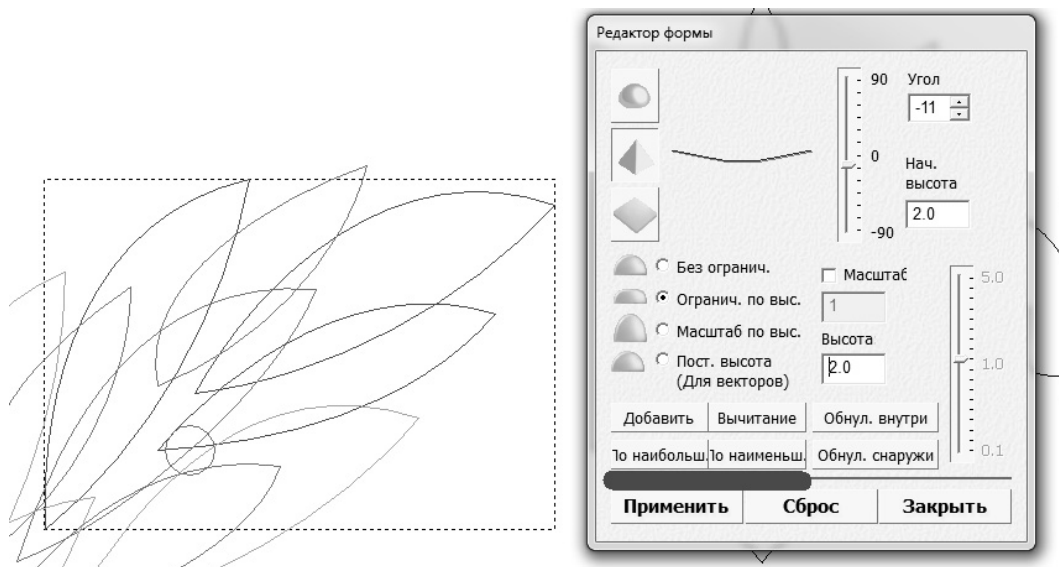 Редактор формы
90
0
-90
Угол
-11
Нач.
высота
2.0
Без огранич.
Огранич. по выс.
Масштаб по выс.
Пост. высота
(Для векторов)
Масштаб
1
Высота
2.0
5.0
1.0
0.1
Добавить
Вычитание
Обнул. внутри
По наибольш.
По наименьш.
Обнул. снаружи
Применить
Сброс
Закрыть